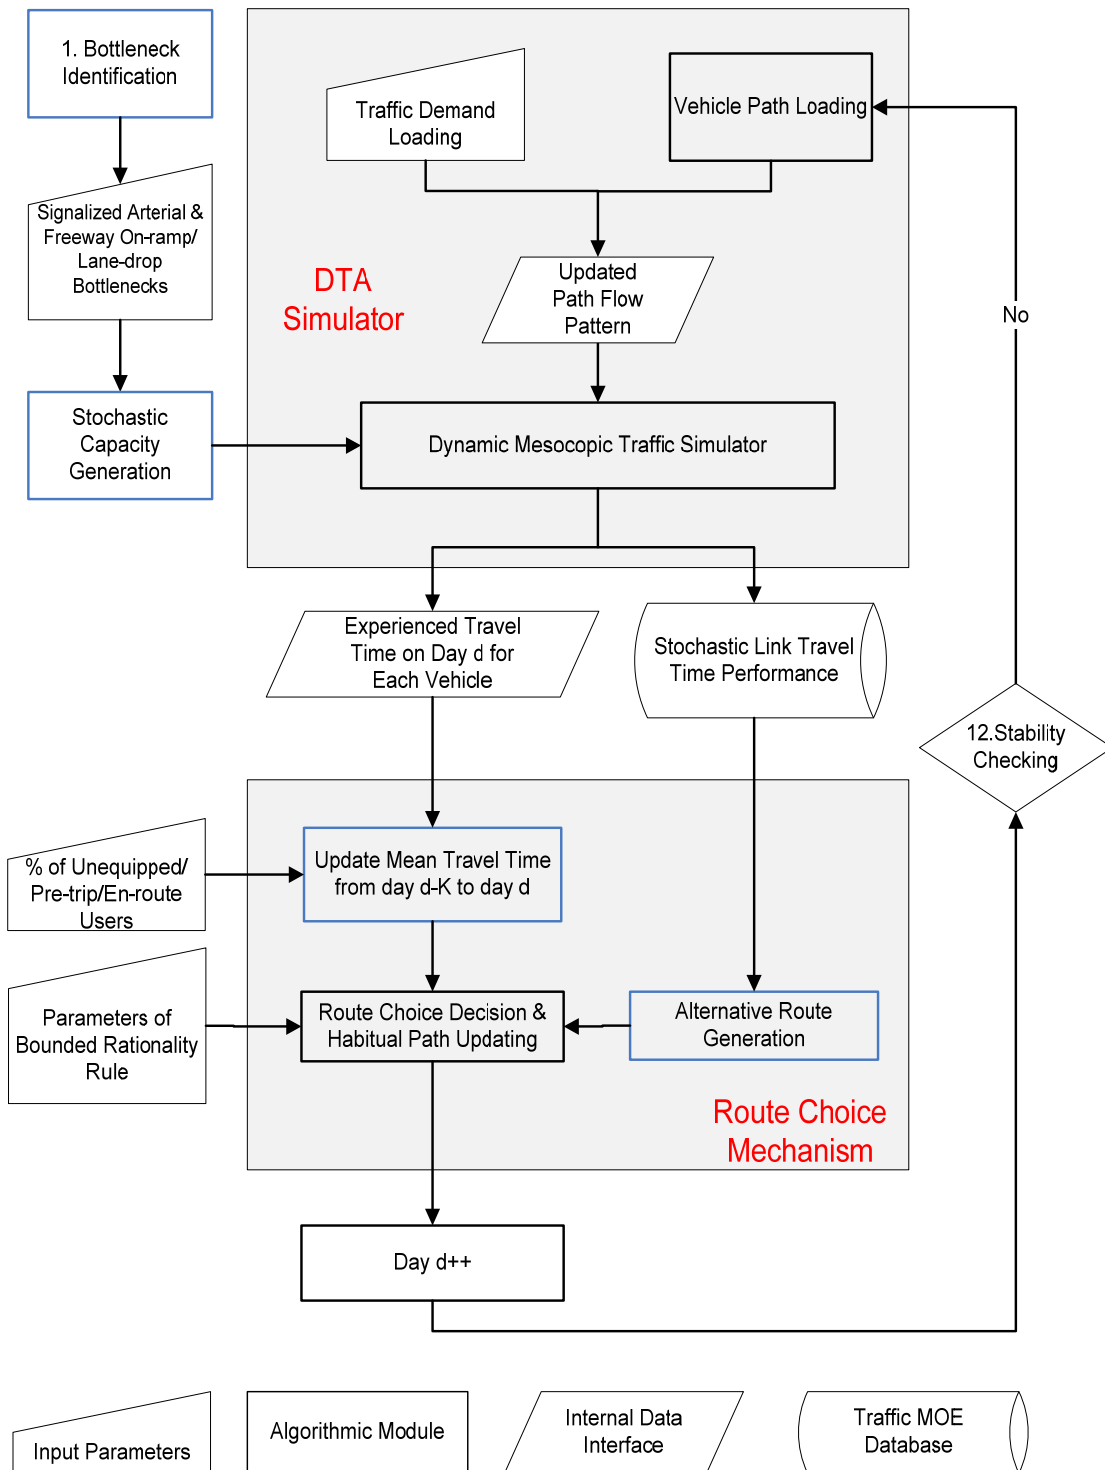 1. Bottleneck
Identification
Traffic Demand
Loading
Vehicle Path Loading
Signalized Arterial &
Freeway On-ramp/
Lane-drop
Bottlenecks
DTA
Simulator
Updated
Path Flow
Pattern
No
Stochastic
Capacity
Generation
Dynamic Mesocopic Traffic Simulator
Experienced Travel
Time on Day d for
Each Vehicle
Stochastic Link Travel
Time Performance
12.Stability
Checking
% of Unequipped/
Pre-trip/En-route
Users
Update Mean Travel Time
from day d-K to day d
Parameters of
Bounded Rationality
Rule
Route Choice Decision &
Habitual Path Updating
Alternative Route
Generation
Route Choice
Mechanism
Day d++
Input Parameters
Algorithmic Module
Internal Data
Interface
Traffic MOE
Database